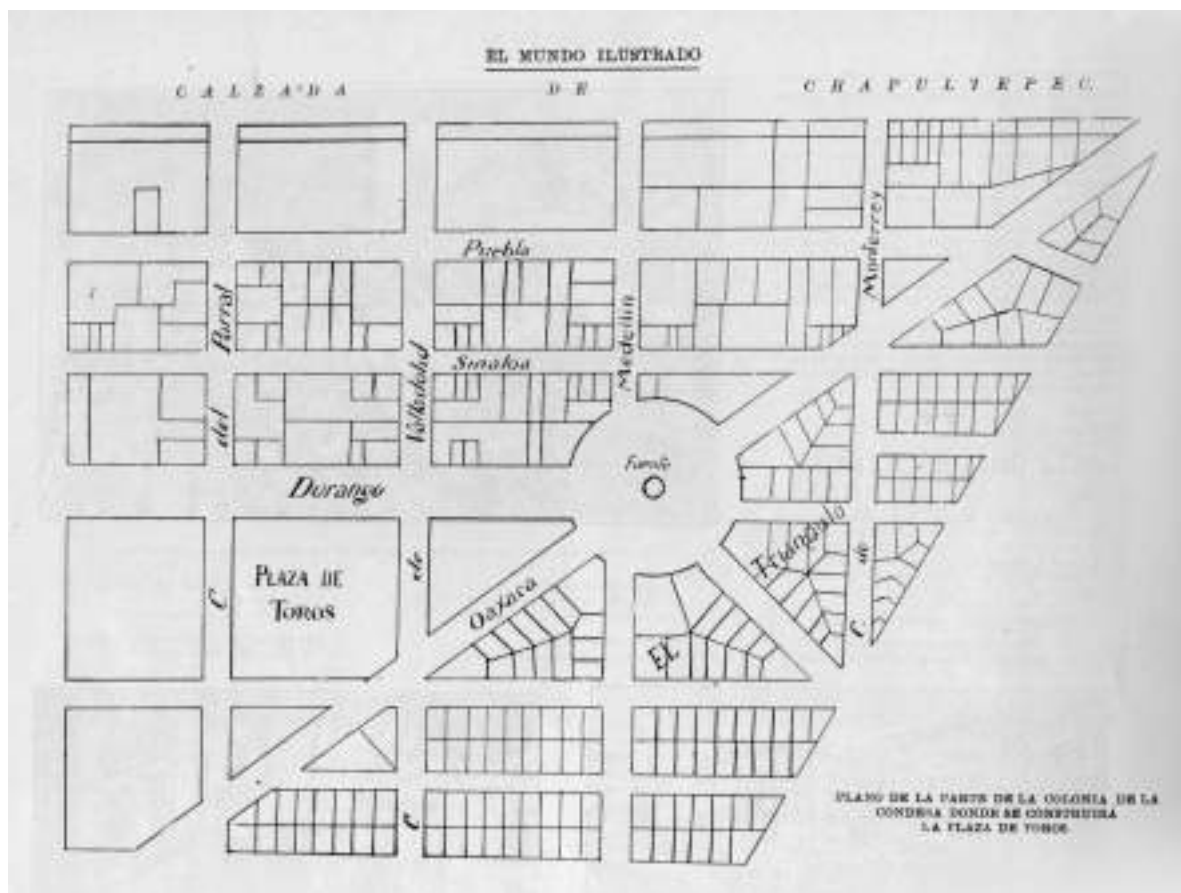 EL MUNDO ILUSTRADO
CALZADA DE CHAPULTEPEC.
Puebla
Monterrey
Parral
Medellin
Sinaloa
Valladolid
del
Fuente
Durango
Triangulo
de
de
PLAZA DE
TOROS
Oaxaca
C
C
EL
PLANO DE LA PARTE DE LA COLONIA DE LA
CONDESA DONDE SE CONSTRUIRA
LA PLAZA DE TOROS.
C